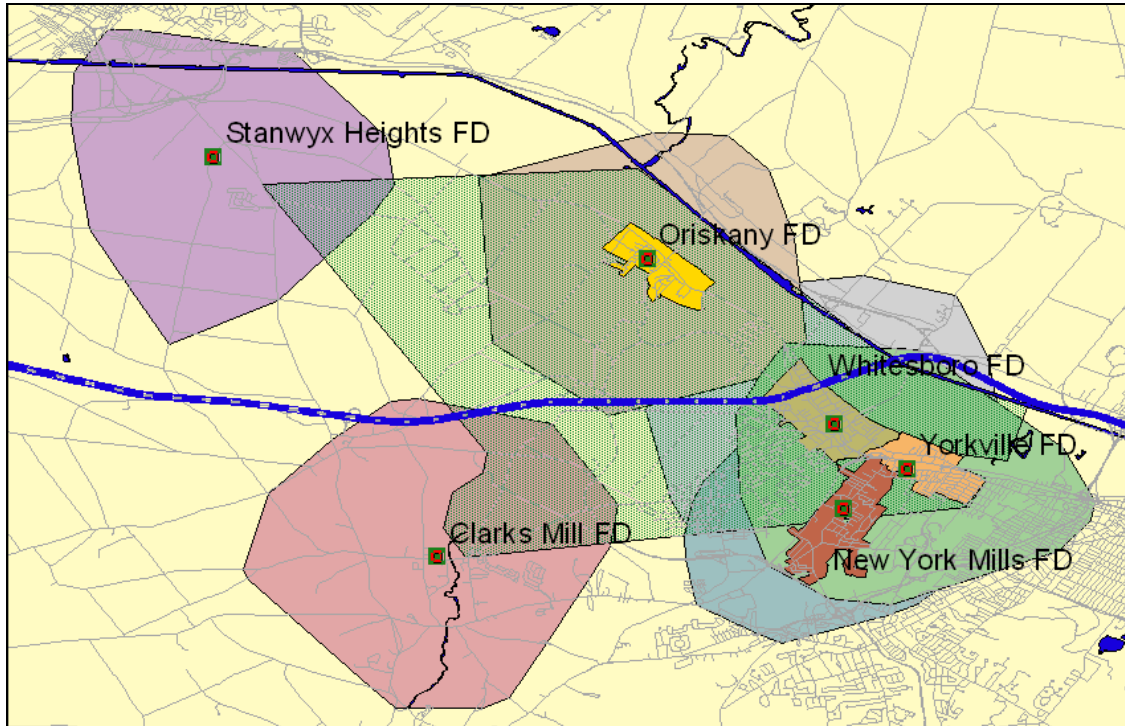 Stanwyx Heights FD
Oriskany FD
Whitesboro FD
Yorkville FD
Clarks Mill FD
New York Mills FD